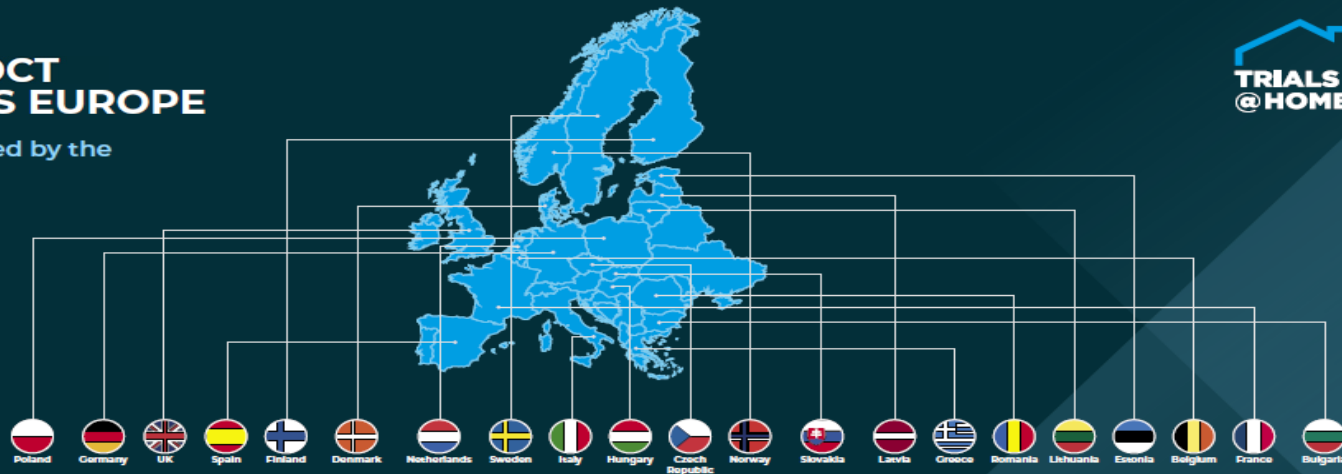 OCT
S EUROPE
ed by the
TRIALS
@HOME
Poland
Germany
UK
Spain
Finland
Denmark
Netherlands
Sweden
Italy
Hungary
Czech
Republic
Norway
Slovakia
Latvia
Greece
Romania
Lithuania
Estonia
Belgium
France
Bulgar